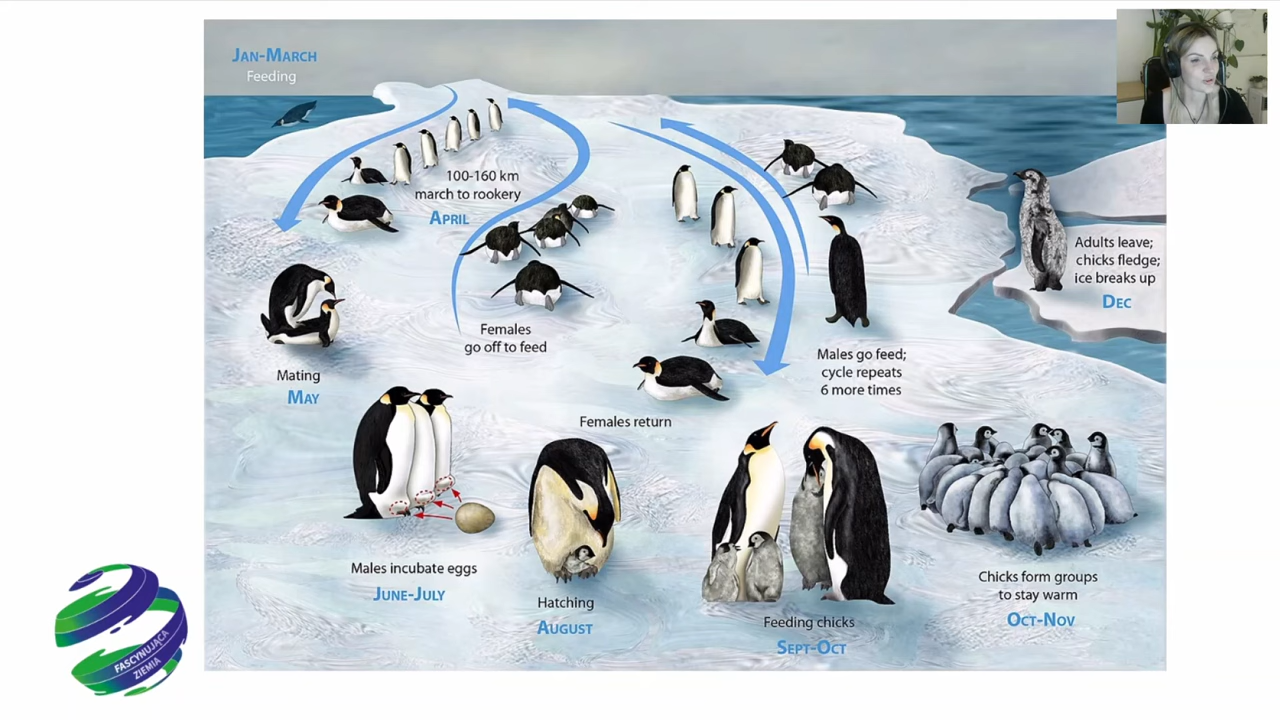 JAN-MARCH
Feeding
100-160 km
march to rookery
APRIL
Females
go off to feed
Mating
MAY
Males incubate eggs
JUNE-JULY
Hatching
AUGUST
Females return
Males go feed;
cycle repeats
6 more times
Feeding chicks
SEPT-OCT
Chicks form groups
to stay warm
OCT-NOV
Adults leave;
chicks fledge;
ice breaks up
DEC
FASCYNUJĄCA
ZIEMIA